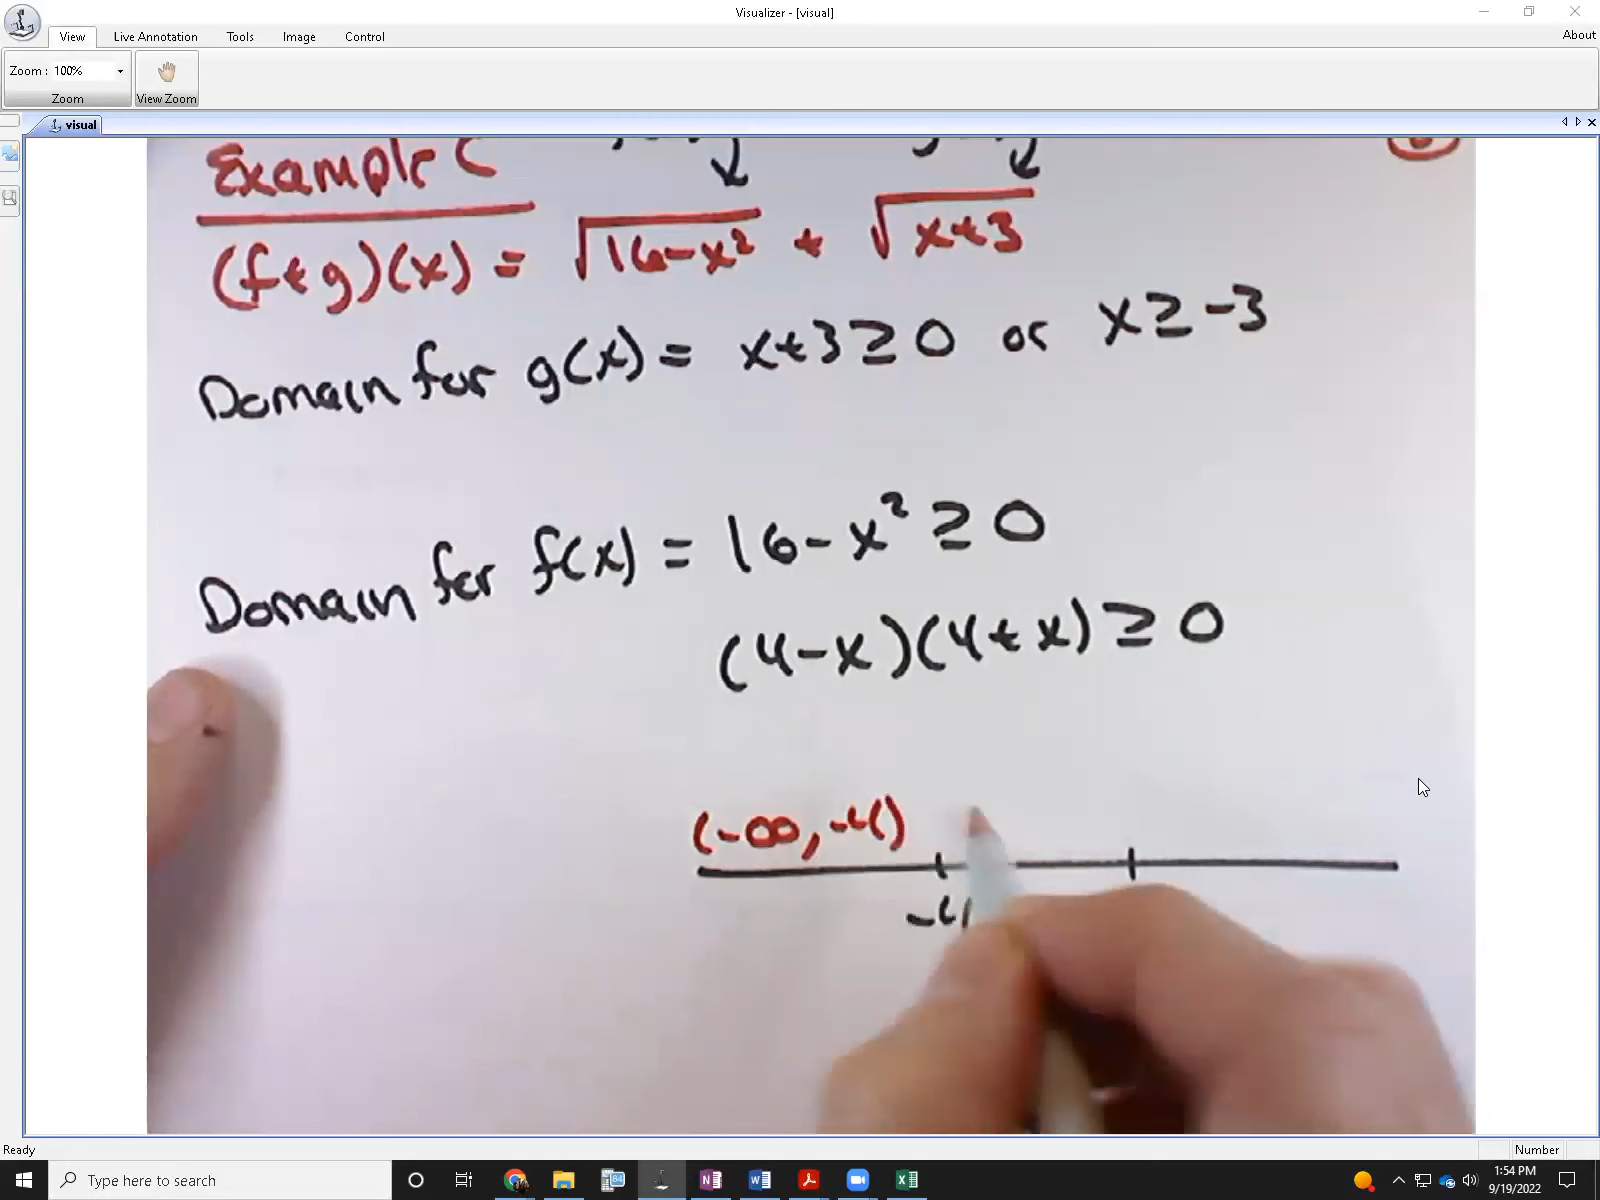 Visualizer - [visual]
View Live Annotation Tools Image Control About
Zoom : 100%
Zoom View Zoom
visual
Example C
(f+g)(x) = √16-x² + √x+3
Domain for g(x) = x+3 ≥ 0 or x ≥ -3
Domain for f(x) = 16-x² ≥ 0
(4-x)(4+x) ≥ 0
(-∞, -4)
-4
Ready Number
Type here to search
1:54 PM
9/19/2022